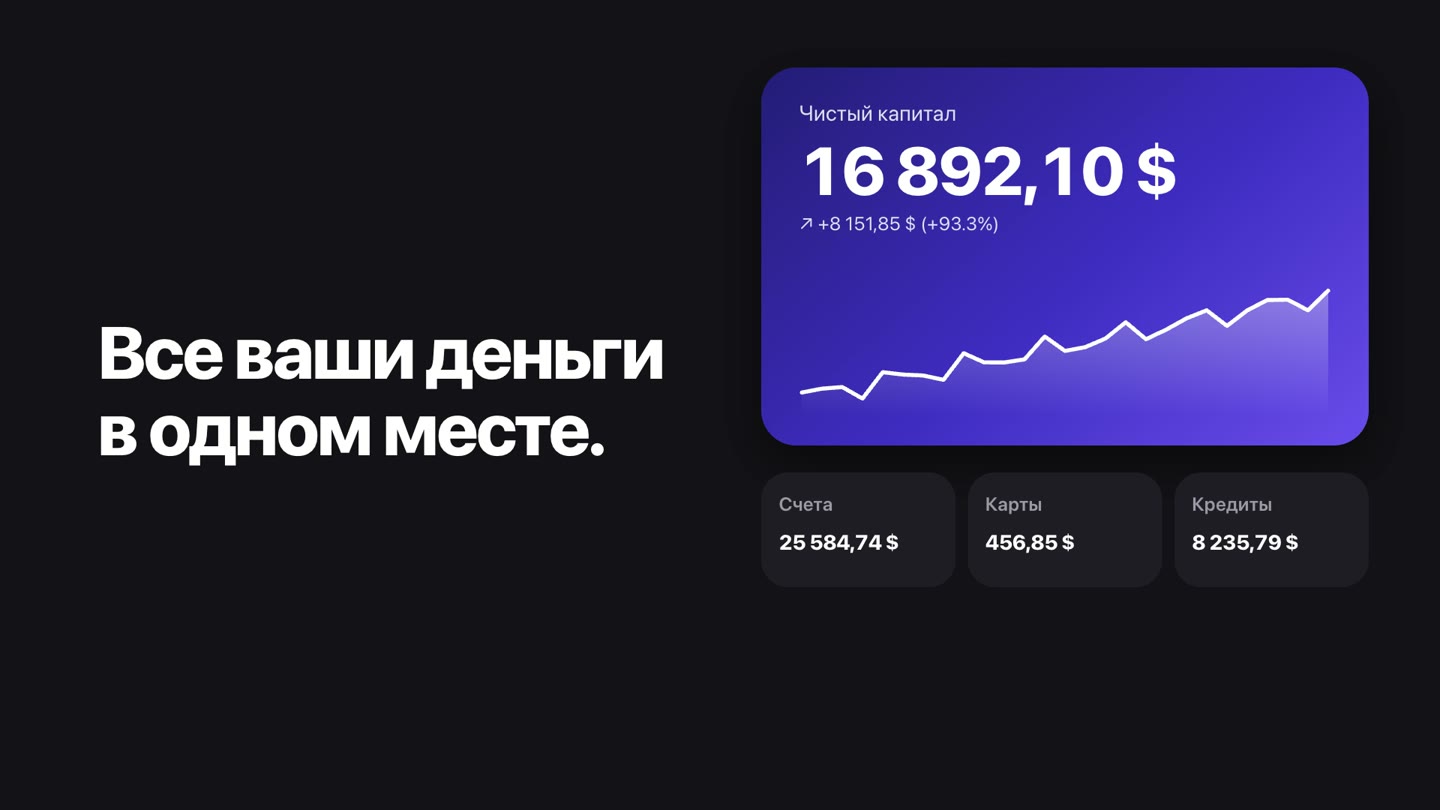 Все ваши деньги
в одном месте.
Чистый капитал
16 892,10 $
↗ +8 151,85 $ (+93.3%)
Счета
25 584,74 $
Карты
456,85 $
Кредиты
8 235,79 $